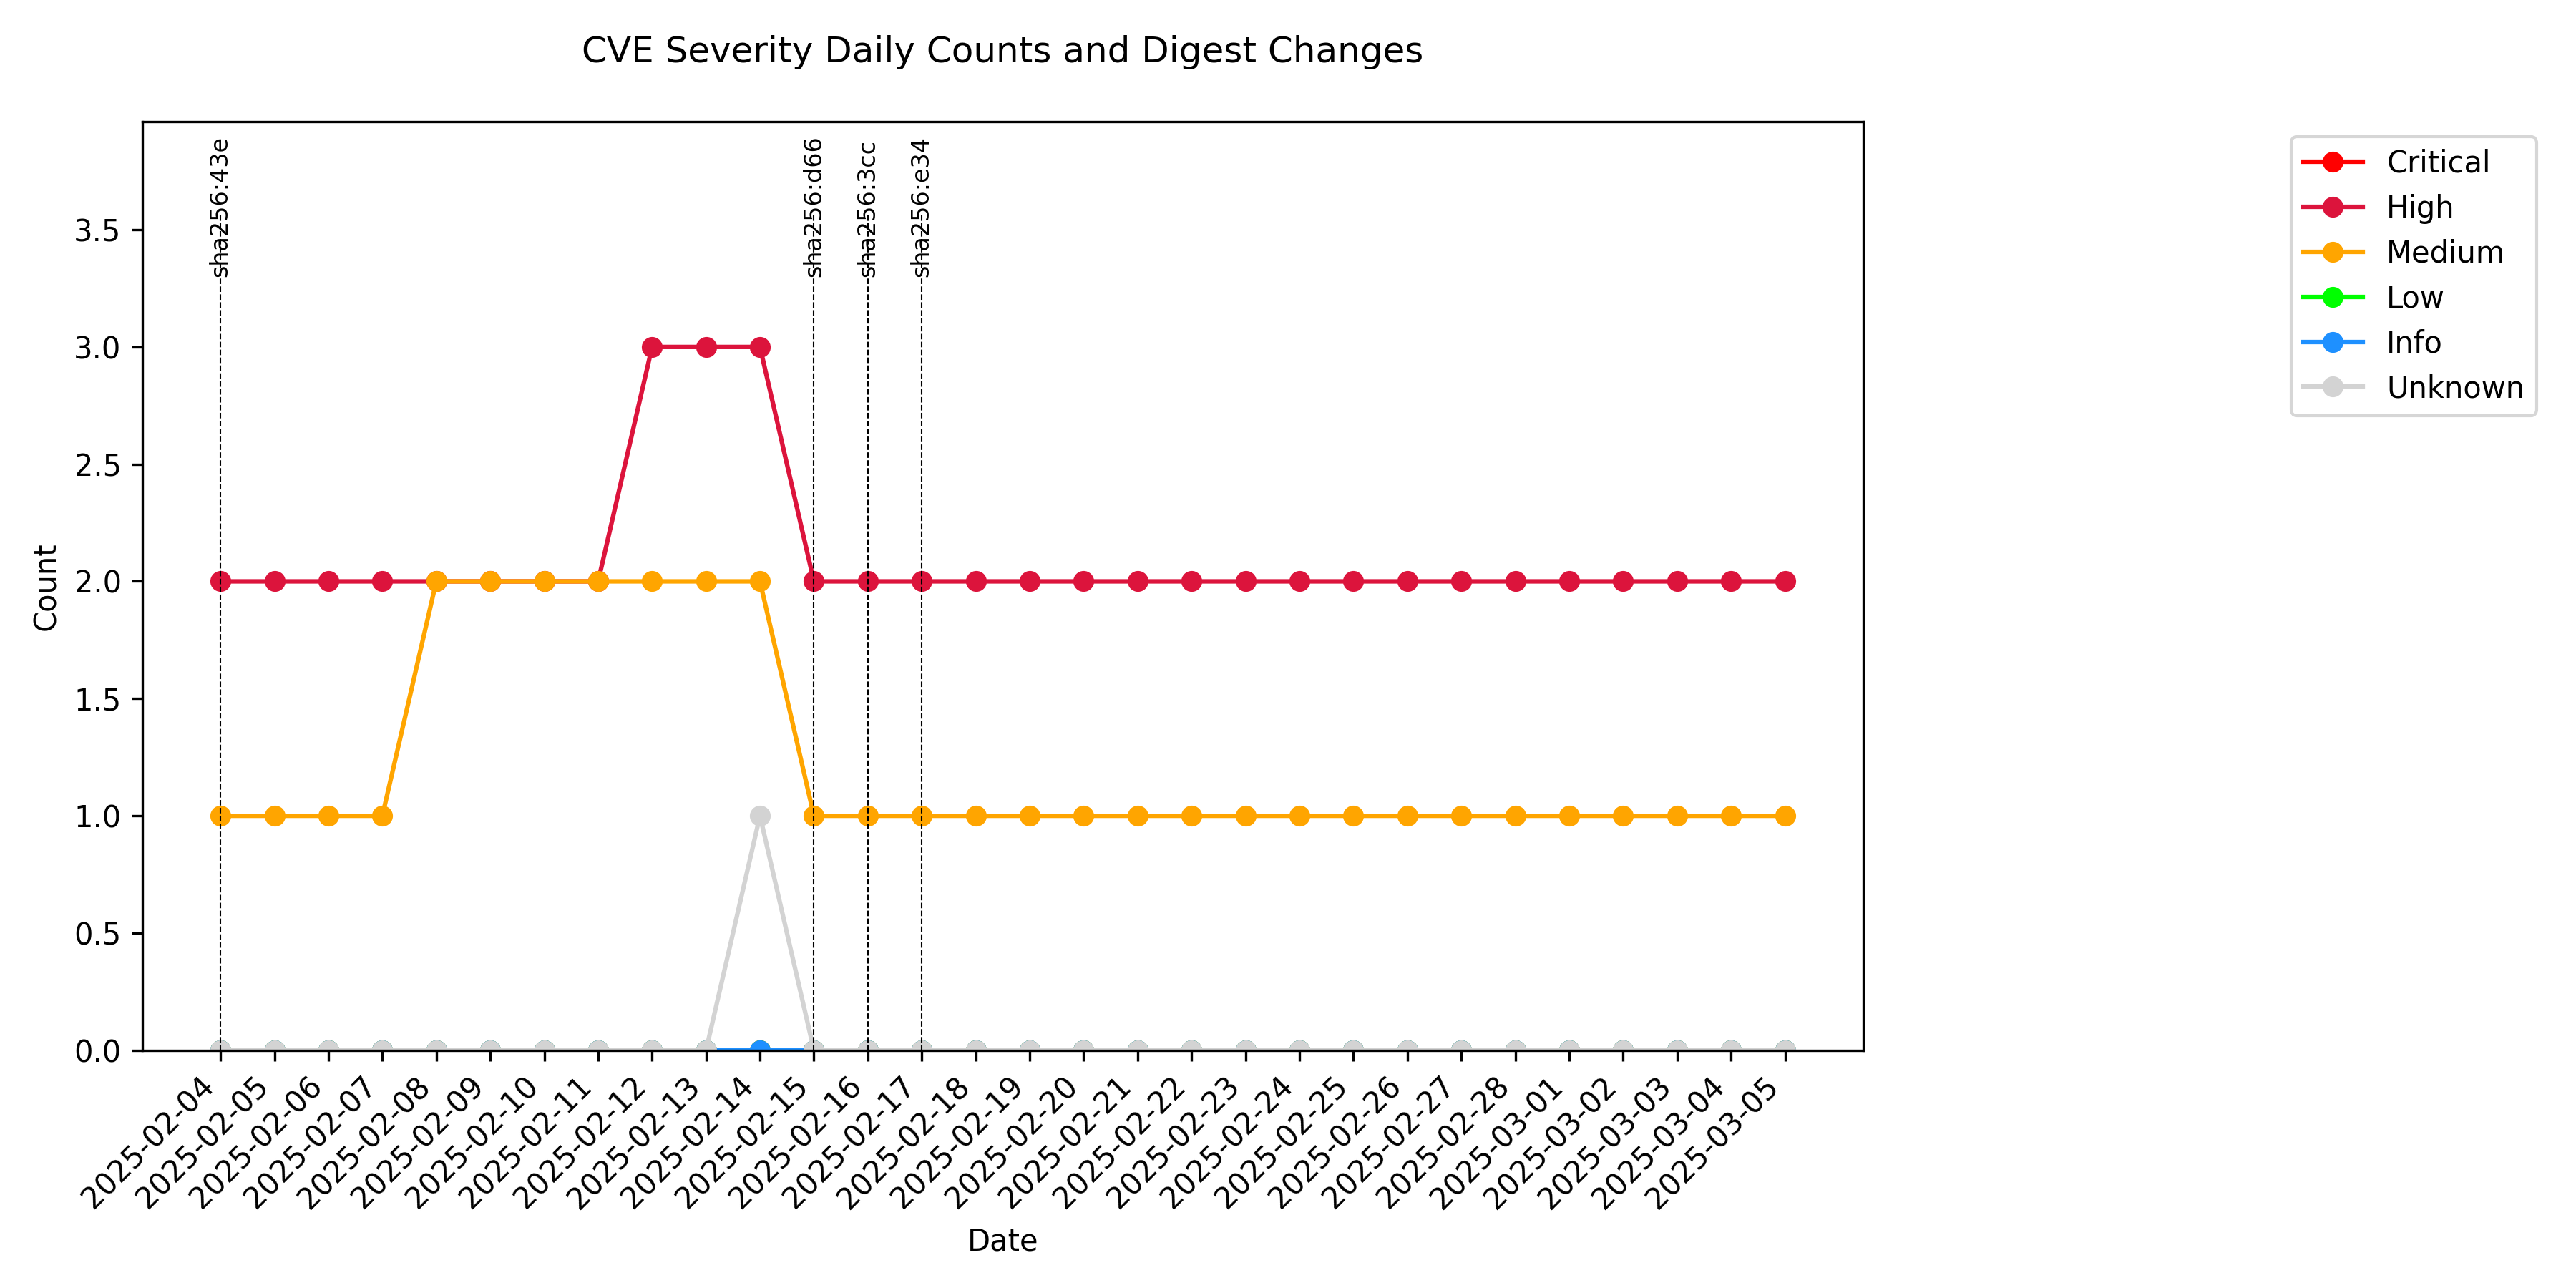 CVE Severity Daily Counts and Digest Changes
sha256:43e
sha256:d66
sha256:3cc
sha256:e34
Critical
High
Medium
Low
Info
Unknown
Count
3.5
3.0
2.5
2.0
1.5
1.0
0.5
0.0
2025-02-04
2025-02-05
2025-02-06
2025-02-07
2025-02-08
2025-02-09
2025-02-10
2025-02-11
2025-02-12
2025-02-13
2025-02-14
2025-02-15
2025-02-16
2025-02-17
2025-02-18
2025-02-19
2025-02-20
2025-02-21
2025-02-22
2025-02-23
2025-02-24
2025-02-25
2025-02-26
2025-02-27
2025-02-28
2025-03-01
2025-03-02
2025-03-03
2025-03-04
2025-03-05
Date